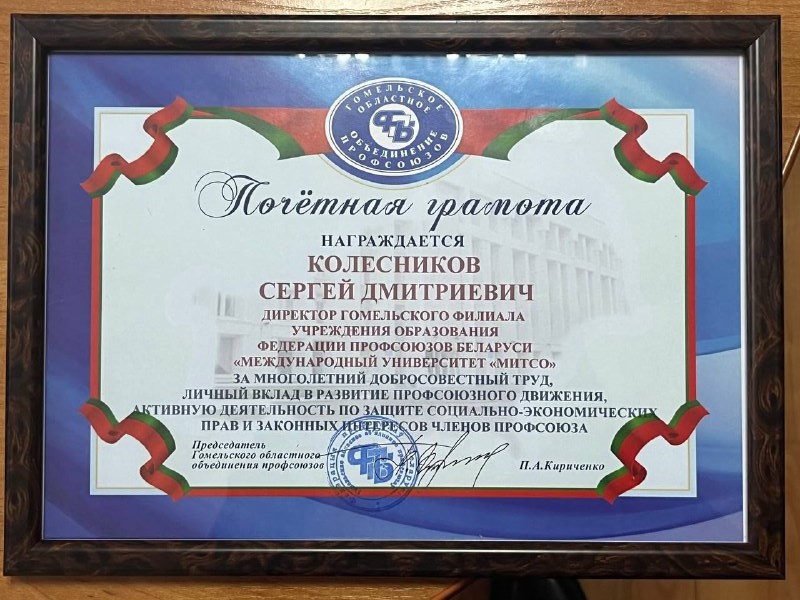 ГОМЕЛЬСКОЕ
ОБЛАСТНОЕ
ФПБ
ОБЪЕДИНЕНИЕ
ПРОФСОЮЗОВ
Почётная грамота
НАГРАЖДАЕТСЯ
КОЛЕСНИКОВ
СЕРГЕЙ ДМИТРИЕВИЧ
ДИРЕКТОР ГОМЕЛЬСКОГО ФИЛИАЛА
УЧРЕЖДЕНИЯ ОБРАЗОВАНИЯ
ФЕДЕРАЦИИ ПРОФСОЮЗОВ БЕЛАРУСИ
«МЕЖДУНАРОДНЫЙ УНИВЕРСИТЕТ «МИТСО»
ЗА МНОГОЛЕТНИЙ ДОБРОСОВЕСТНЫЙ ТРУД,
ЛИЧНЫЙ ВКЛАД В РАЗВИТИЕ ПРОФСОЮЗНОГО ДВИЖЕНИЯ,
АКТИВНУЮ ДЕЯТЕЛЬНОСТЬ ПО ЗАЩИТЕ СОЦИАЛЬНО-ЭКОНОМИЧЕСКИХ
ПРАВ И ЗАКОННЫХ ИНТЕРЕСОВ ЧЛЕНОВ ПРОФСОЮЗА
Председатель
Гомельского областного
объединения профсоюзов
П.А.Кириченко